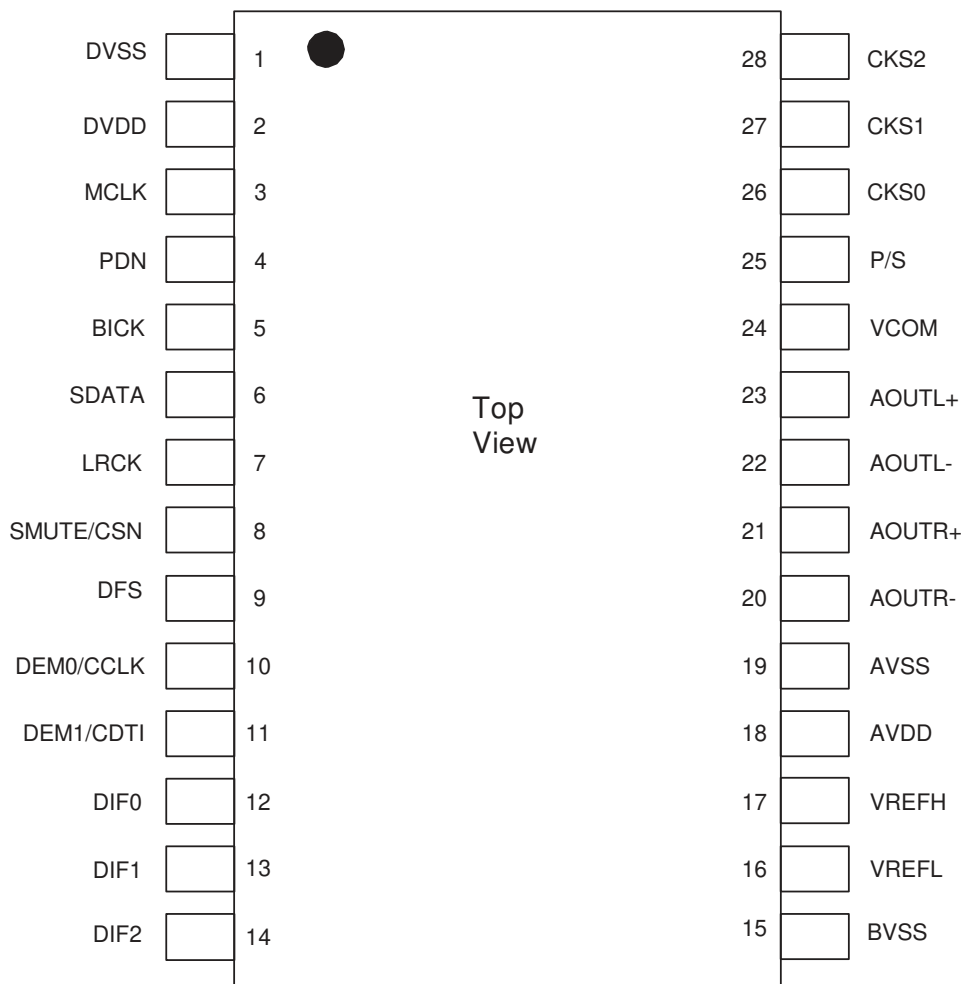 DVSS 1 28 CKS2
DVDD 2 27 CKS1
MCLK 3 26 CKS0
PDN 4 25 P/S
BICK 5 24 VCOM
SDATA 6 23 AOUTL+
Top
View
LRCK 7 22 AOUTL-
SMUTE/CSN 8 21 AOUTR+
DFS 9 20 AOUTR-
DEM0/CCLK 10 19 AVSS
DEM1/CDTI 11 18 AVDD
DIF0 12 17 VREFH
DIF1 13 16 VREFL
DIF2 14 15 BVSS